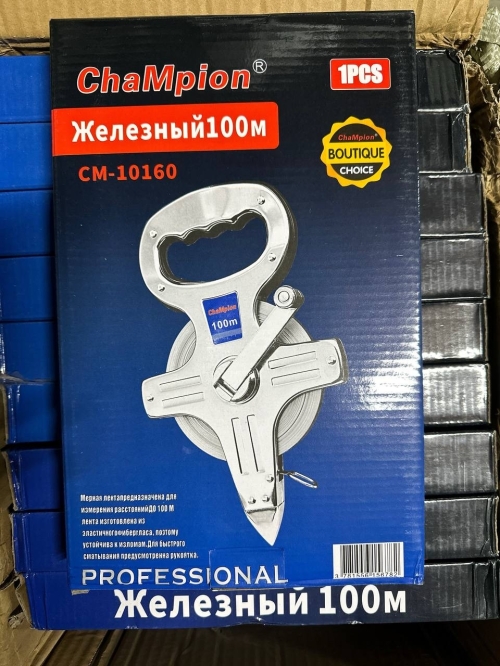 ChaMpion®
1PCS
Железный100м
CM-10160
ChaMpion®
BOUTIQUE
CHOICE
ChaMpion
100m
Мерная лентапредназначена для
измерения расстоянийДО 100 М
лента изготовлена из
эластичногофибергласа, поэтому
устойчива к изломам.Для быстрого
сматывания предусмотрена рукоятка.
PROFESSIONAL
Железный 100м